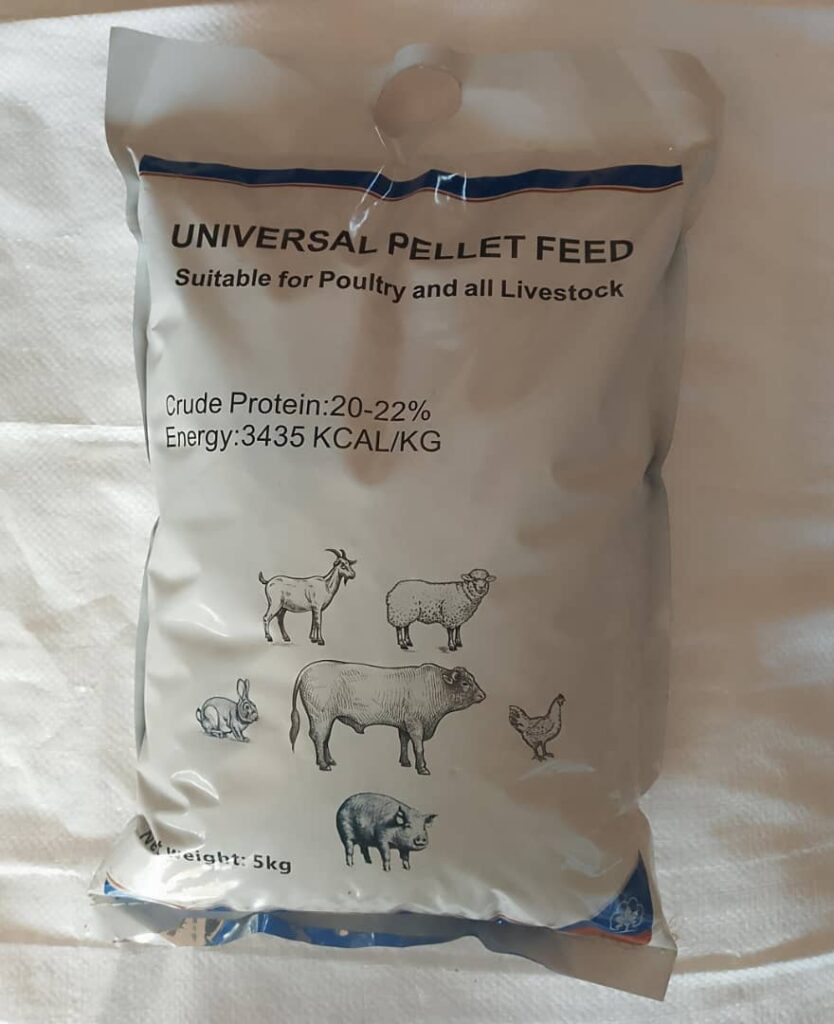 UNIVERSAL PELLET FEED
Suitable for Poultry and all Livestock
Crude Protein:20-22%
Energy:3435 KCAL/KG
Net Weight: 5kg